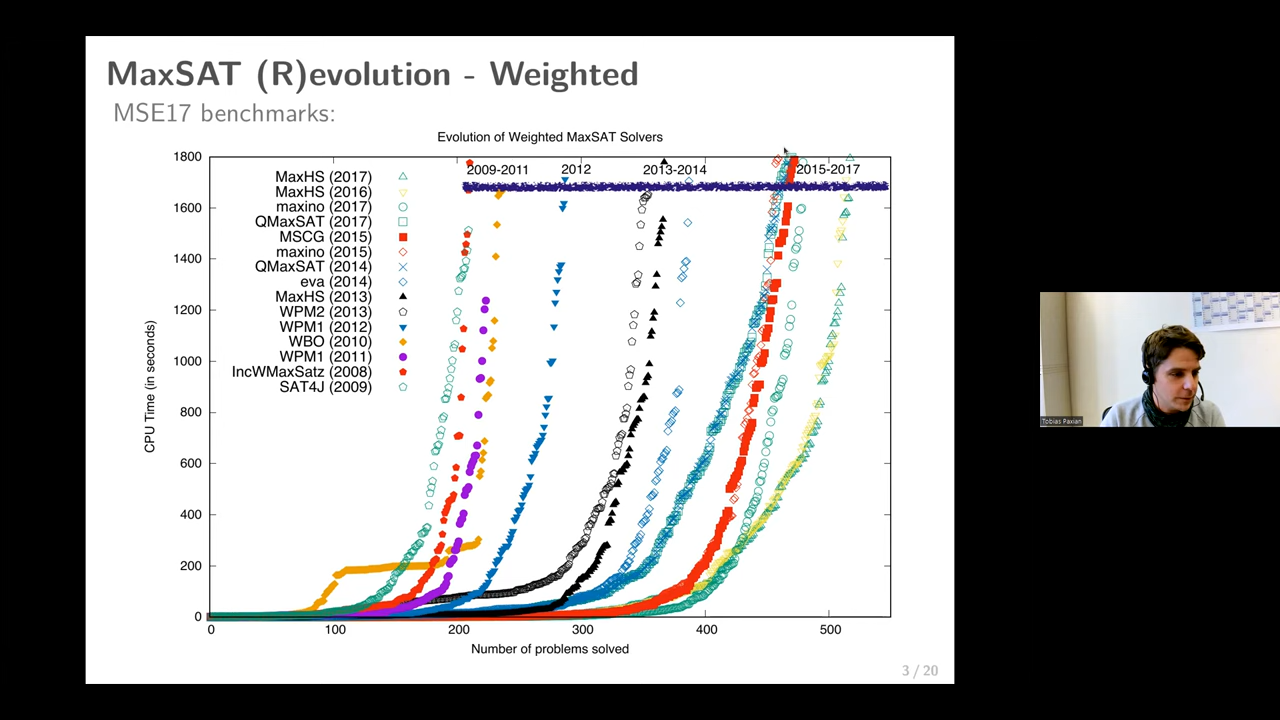 MaxSAT (R)evolution - Weighted
MSE17 benchmarks:
Evolution of Weighted MaxSAT Solvers
2009-2011 2012 2013-2014 2015-2017
MaxHS (2017)
MaxHS (2016)
maxino (2017)
QMaxSAT (2017)
MSCG (2015)
maxino (2015)
QMaxSAT (2014)
eva (2014)
MaxHS (2013)
WPM2 (2013)
WPM1 (2012)
WBO (2010)
WPM1 (2011)
IncWMaxSatz (2008)
SAT4J (2009)
CPU Time (in seconds)
1800
1600
1400
1200
1000
800
600
400
200
0
0 100 200 300 400 500
Number of problems solved
3 / 20
Tobias Paxian